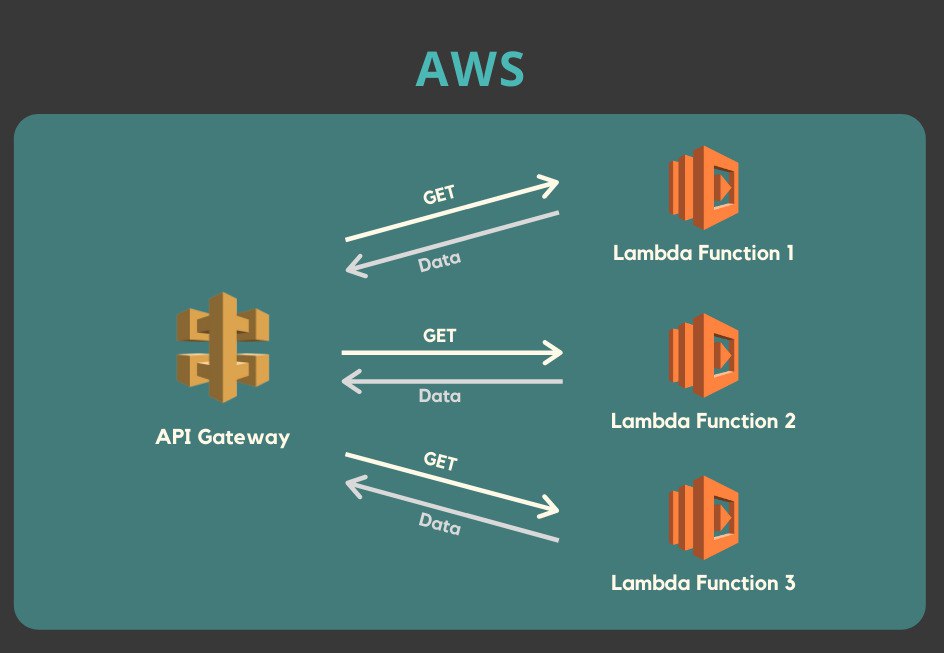 AWS
GET
Data
Lambda Function 1
GET
Data
Lambda Function 2
API Gateway
GET
Data
Lambda Function 3